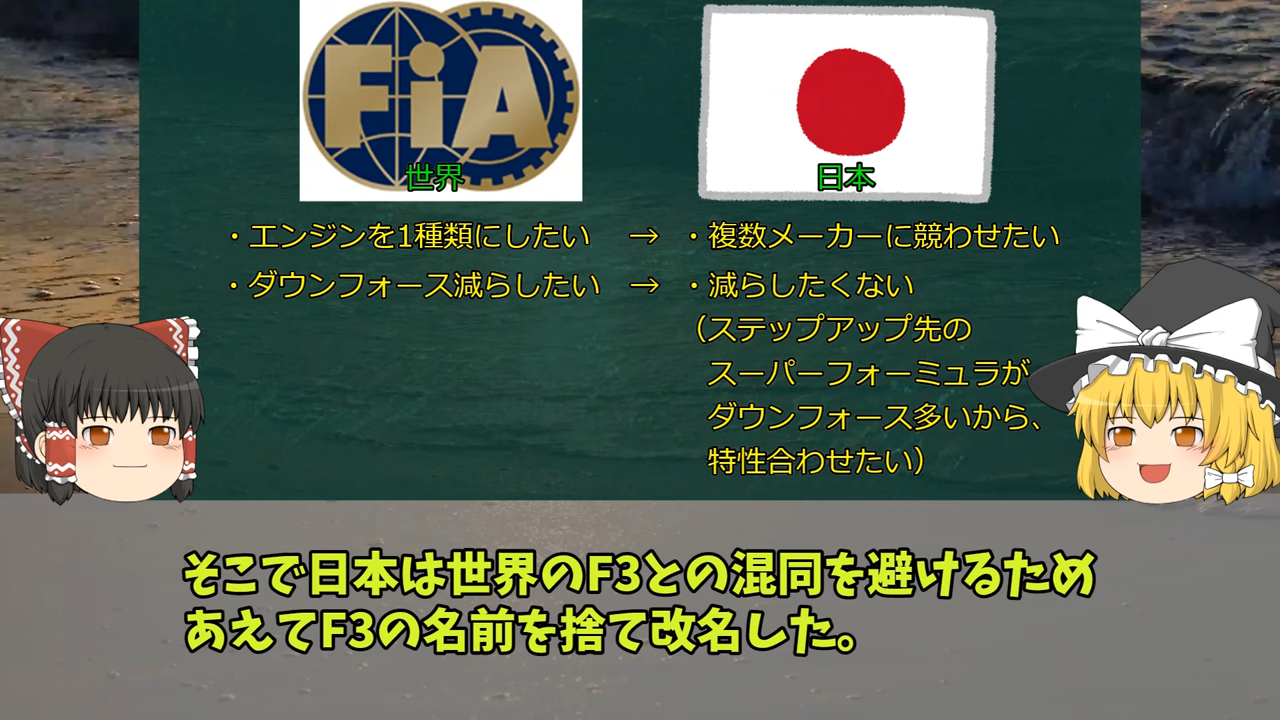 FiA
世界
日本
・エンジンを1種類にしたい → ・複数メーカーに競わせたい
・ダウンフォース減らしたい → ・減らしたくない
（ステップアップ先の
スーパーフォーミュラが
ダウンフォース多いから、
特性合わせたい）
そこで日本は世界のF3との混同を避けるため
あえてF3の名前を捨て改名した。